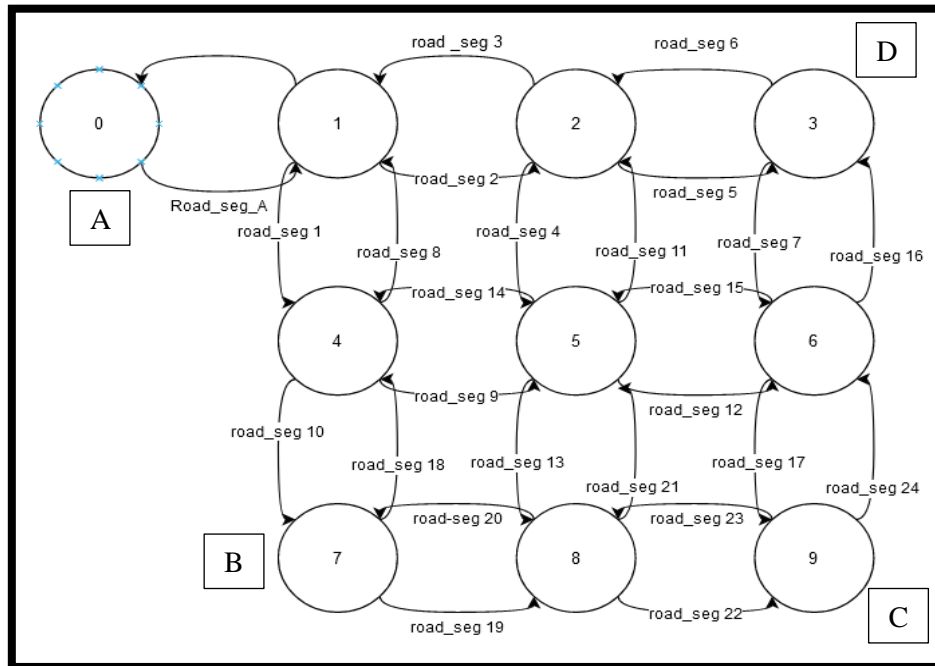 D
road _seg 3
road_seg 6
0
1
2
3
A
Road_seg_A
road_seg 2
road_seg 5
road_seg 1
road_seg 8
road_seg 4
road_seg 11
road_seg 7
road_seg 16
road_seg 14
road_seg 15
4
5
6
road_seg 9
road_seg 12
road_seg 10
road_seg 18
road_seg 13
road_seg 21
road_seg 17
road_seg 24
road-seg 20
road_seg 23
B
7
8
9
C
road_seg 19
road_seg 22